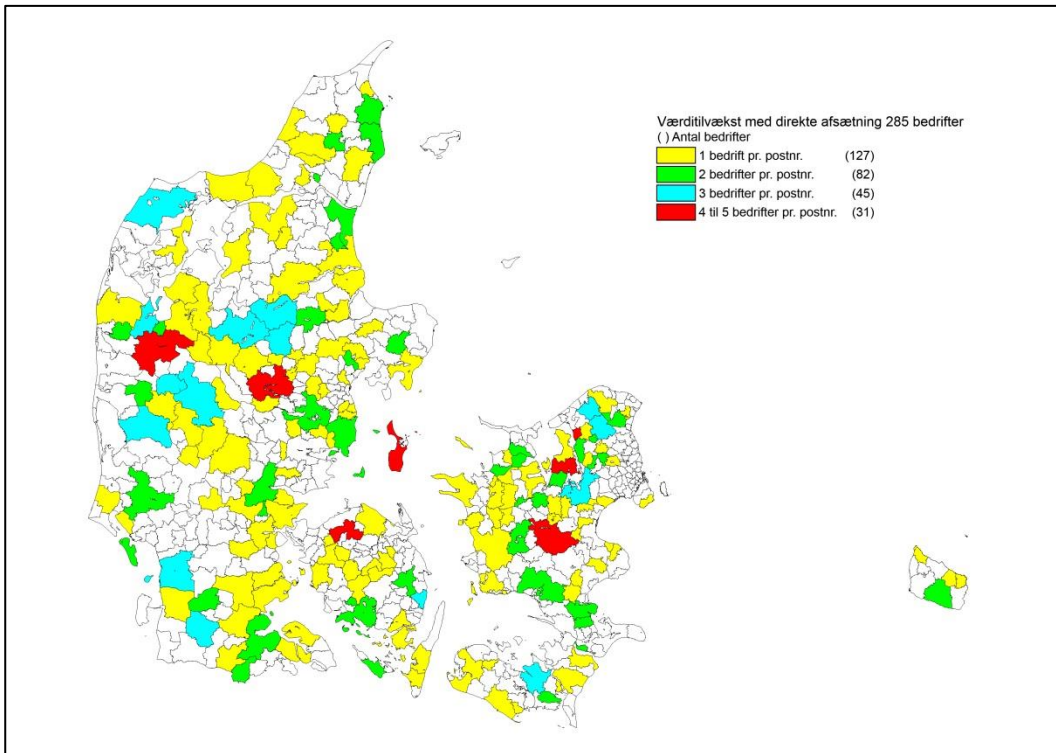 Værditilvækst med direkte afsætning 285 bedrifter
( ) Antal bedrifter
1 bedrift pr. postnr. (127)
2 bedrifter pr. postnr. (82)
3 bedrifter pr. postnr. (45)
4 til 5 bedrifter pr. postnr. (31)